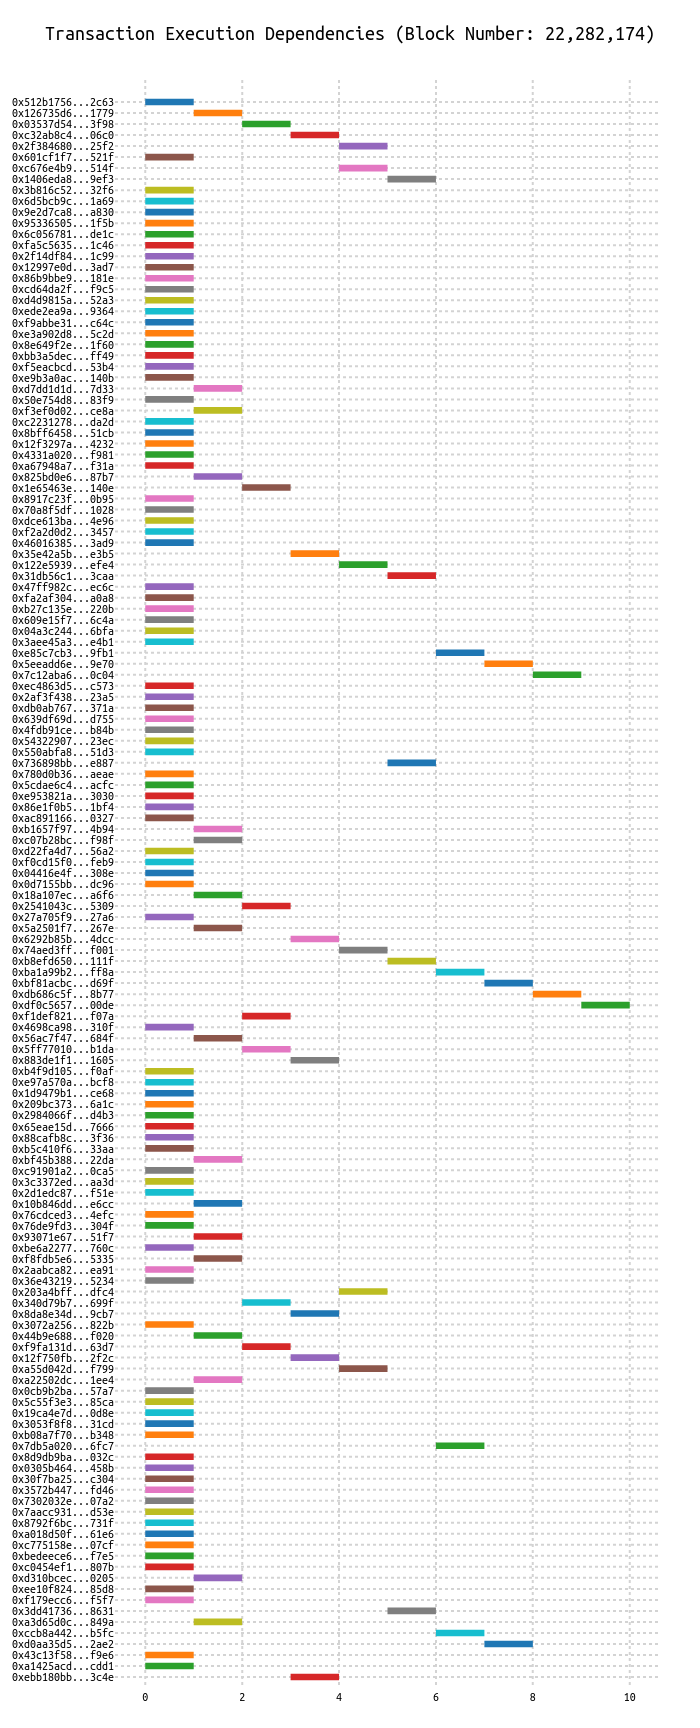 Transaction Execution Dependencies (Block Number: 22,282,174)
0x512b1756...2c63
0x126735d6...1779
0x03537d54...3f98
0xc32ab8c4...06c0
0x2f384680...25f2
0x601cf1f7...521f
0xc676e4b9...514f
0x1406eda8...9ef3
0x3b816c52...32f6
0x6d5bcb9c...1a69
0x9e2d7ca8...a830
0x95336505...1f5b
0x6c056781...de1c
0xfa5c5635...1c46
0x2f14df84...1c99
0x12997e0d...3ad7
0x86b9bbe9...181e
0xcd64da2f...f9c5
0xd4d9815a...52a3
0xede2ea9a...9364
0xf9abbe31...c64c
0xe3a902d8...5c2d
0x8e649f2e...1f60
0xbb3a5dec...ff49
0xf5eacbcd...53b4
0xe9b3a0ac...140b
0xd7dd1d1d...7d33
0x50e754d8...83f9
0xf3ef0d02...ce8a
0xc2231278...da2d
0x8bff6458...51cb
0x12f3297a...4232
0x4331a020...f981
0xa67948a7...f31a
0x825bd0e6...87b7
0x1e65463e...140e
0x8917c23f...0b95
0x70a8f5df...1028
0xdce613ba...4e96
0xf2a2d0d2...3457
0x46016385...3ad9
0x35e42a5b...e3b5
0x122e5939...efe4
0x31db56c1...3caa
0x47ff982c...ec6c
0xfa2af304...a0a8
0xb27c135e...220b
0x609e15f7...6c4a
0x04a3c244...6bfa
0x3aee45a3...e4b1
0xe85c7cb3...9fb1
0x5eeadd6e...9e70
0x7c12aba6...0c04
0xec4863d5...c573
0x2af3f438...23a5
0xdb0ab767...371a
0x639df69d...d755
0x4fdb91ce...b84b
0x54322907...23ec
0x550abfa8...51d3
0x736898bb...e887
0x780d0b36...aeae
0x5cdae6c4...acfc
0xe953821a...3030
0x86e1f0b5...1bf4
0xac891166...0327
0xb1657f97...4b94
0xc07b28bc...f98f
0xd22fa4d7...56a2
0xf0cd15f0...feb9
0x04416e4f...308e
0x0d7155bb...dc96
0x18a107ec...a6f6
0x2541043c...5309
0x27a705f9...27a6
0x5a2501f7...267e
0x6292b85b...4dcc
0x74aed3ff...f001
0xb8efd650...111f
0xba1a99b2...ff8a
0xbf81acbc...d69f
0xdb686c5f...8b77
0xdf0c5657...00de
0xf1def821...f07a
0x4698ca98...310f
0x56ac7f47...684f
0x5ff77010...b1da
0x883de1f1...1605
0xb4f9d105...f0af
0xe97a570a...bcf8
0x1d9479b1...ce68
0x209bc373...6a1c
0x2984066f...d4b3
0x65eae15d...7666
0x88cafb8c...3f36
0xb5c410f6...33aa
0xbf45b388...22da
0xc91901a2...0ca5
0x3c3372ed...aa3d
0x2d1edc87...f51e
0x10b846dd...e6cc
0x76cdced3...4efc
0x76de9fd3...304f
0x93071e67...51f7
0xbe6a2277...760c
0xf8fdb5e6...5335
0x2aabca82...ea91
0x36e43219...5234
0x203a4bff...dfc4
0x340d79b7...699f
0x8da8e34d...9cb7
0x3072a256...822b
0x44b9e688...f020
0xf9fa131d...63d7
0x12f750fb...2f2c
0xa55d042d...f799
0xa22502dc...1ee4
0x0cb9b2ba...57a7
0x5c55f3e3...85ca
0x19ca4e7d...0d8e
0x3053f8f8...31cd
0xb08a7f70...b348
0x7db5a020...6fc7
0x8d9db9ba...032c
0x0305b464...458b
0x30f7ba25...c304
0x3572b447...fd46
0x7302032e...07a2
0x7aacc931...d53e
0x8792f6bc...731f
0xa018d50f...61e6
0xc775158e...07cf
0xbedeece6...f7e5
0xc0454ef1...807b
0xd310bcec...0205
0xee10f824...85d8
0xf179ecc6...f5f7
0x3dd41736...8631
0xa3d65d0c...849a
0xccb8a442...b5fc
0xd0aa35d5...2ae2
0x43c13f58...f9e6
0xa1425acd...cdd1
0xebb180bb...3c4e
0 2 4 6 8 10